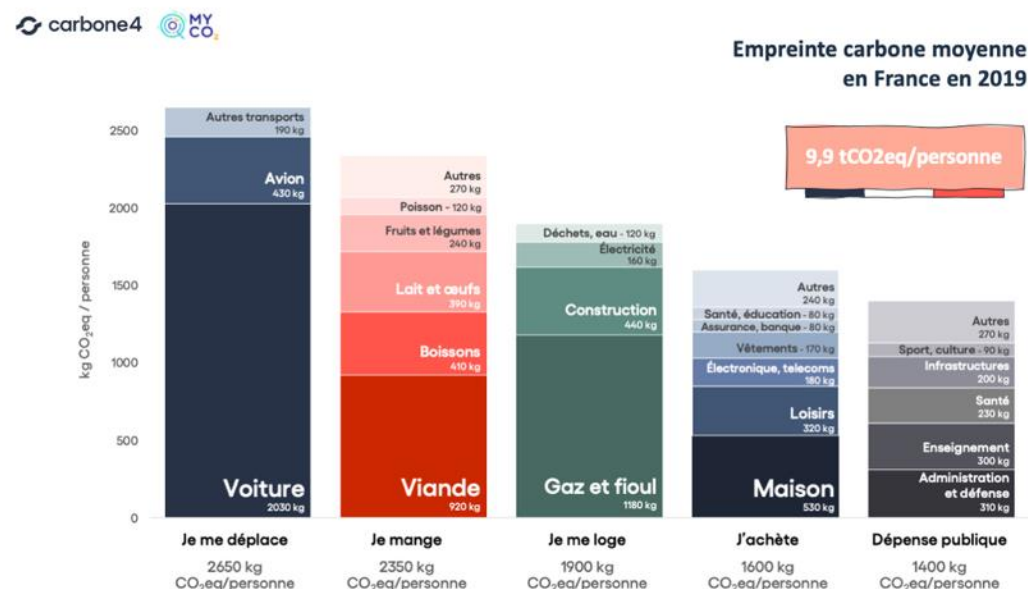 carbone4
MY
CO₂
Empreinte carbone moyenne
en France en 2019
9,9 tCO2eq/personne
kg CO₂eq / personne
2500
2000
1500
1000
500
0
Autres transports
190 kg
Avion
430 kg
Voiture
2030 kg
Autres
270 kg
Poisson - 120 kg
Fruits et légumes
240 kg
Lait et œufs
390 kg
Boissons
410 kg
Viande
920 kg
Déchets, eau - 120 kg
Électricité
160 kg
Construction
440 kg
Gaz et fioul
1180 kg
Autres
240 kg
Santé, éducation - 80 kg
Assurance, banque - 80 kg
Vêtements - 170 kg
Électronique, telecoms
180 kg
Loisirs
320 kg
Maison
530 kg
Autres
270 kg
Sport, culture - 90 kg
Infrastructures
200 kg
Santé
230 kg
Enseignement
300 kg
Administration
et défense
310 kg
Je me déplace
2650 kg
CO₂eq/personne
Je mange
2350 kg
CO₂eq/personne
Je me loge
1900 kg
CO₂eq/personne
J'achète
1600 kg
CO₂eq/personne
Dépense publique
1400 kg
CO₂eq/personne